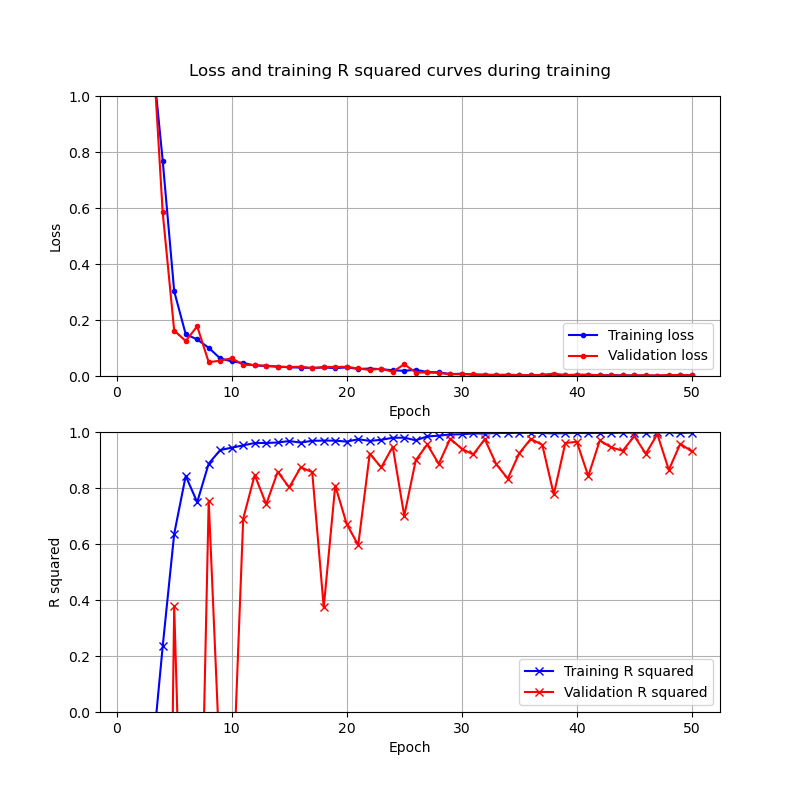 Loss and training R squared curves during training
1.0
0.8
0.6
0.4
0.2
0.0
Loss
0 10 20 30 40 50
Epoch
Training loss
Validation loss
1.0
0.8
0.6
0.4
0.2
0.0
R squared
0 10 20 30 40 50
Epoch
Training R squared
Validation R squared